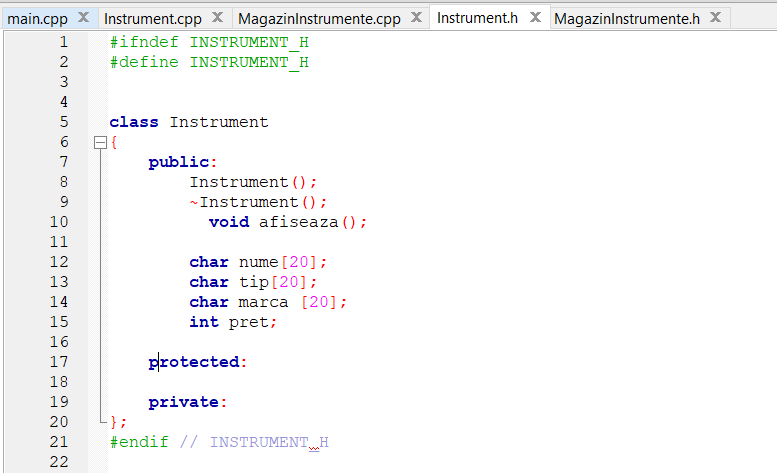 main.cpp Instrument.cpp MagazinInstrumente.cpp Instrument.h MagazinInstrumente.h
1 #ifndef INSTRUMENT_H
2 #define INSTRUMENT_H
3
4
5 class Instrument
6 {
7 public:
8 Instrument();
9 ~Instrument();
10 void afiseaza();
11
12 char nume[20];
13 char tip[20];
14 char marca [20];
15 int pret;
16
17 protected:
18
19 private:
20 };
21 #endif // INSTRUMENT_H
22